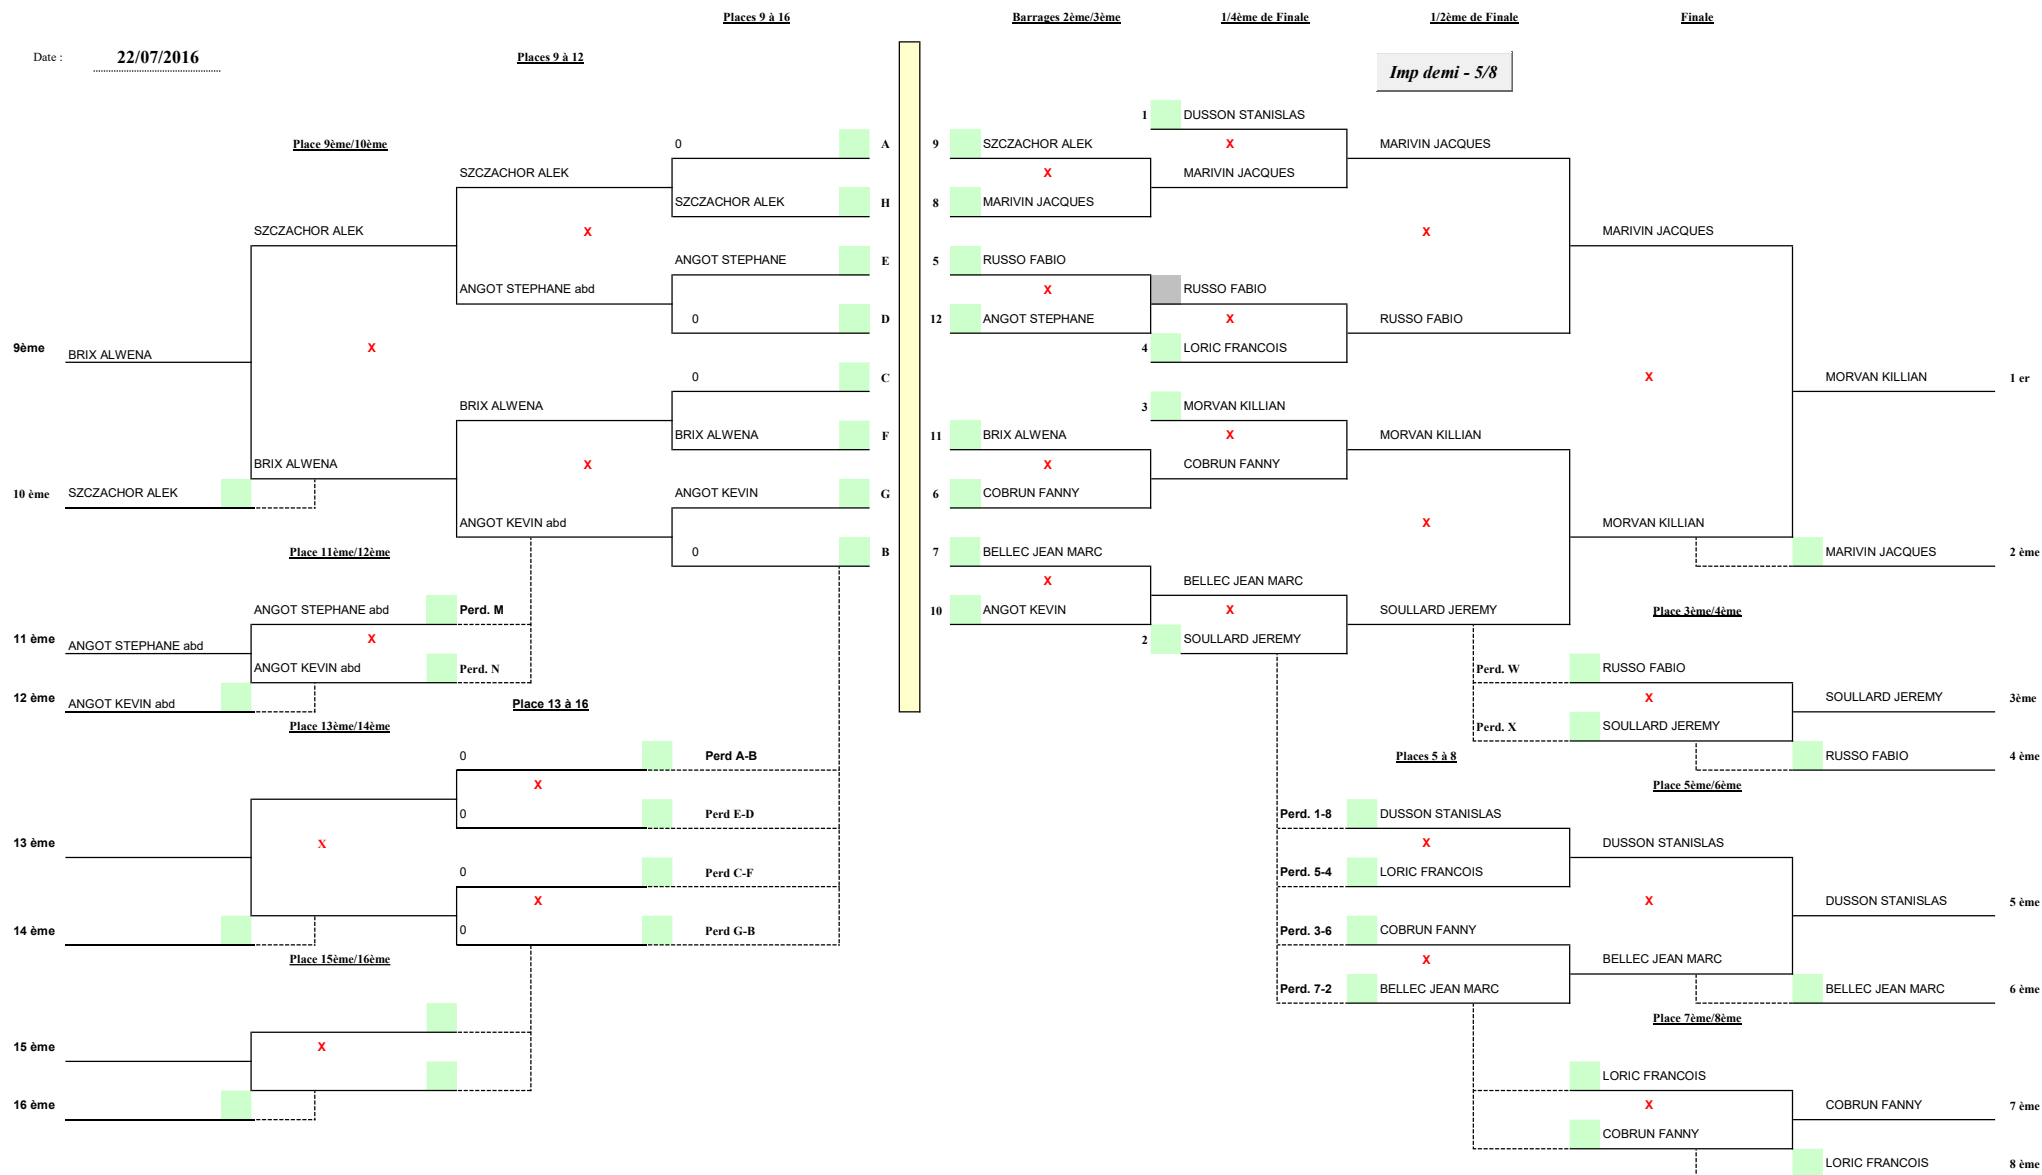 Places 9 à 16
Barrages 2ème/3ème
1/4ème de Finale
1/2ème de Finale
Finale
Date :
22/07/2016
Places 9 à 12
Imp demi - 5/8
1 DUSSON STANISLAS
Place 9ème/10ème
0 A
9 SZCZACHOR ALEK
X
MARIVIN JACQUES
SZCZACHOR ALEK
X
MARIVIN JACQUES
SZCZACHOR ALEK H
8 MARIVIN JACQUES
SZCZACHOR ALEK
X
X
MARIVIN JACQUES
ANGOT STEPHANE E
5 RUSSO FABIO
ANGOT STEPHANE abd
X
RUSSO FABIO
0 D
12 ANGOT STEPHANE
X
RUSSO FABIO
9ème BRIX ALWENA
X
4 LORIC FRANCOIS
0 C
X
MORVAN KILLIAN 1 er
BRIX ALWENA
3 MORVAN KILLIAN
BRIX ALWENA F
11 BRIX ALWENA
X
MORVAN KILLIAN
BRIX ALWENA
X
X
COBRUN FANNY
10 ème SZCZACHOR ALEK
ANGOT KEVIN G
6 COBRUN FANNY
ANGOT KEVIN abd
X
MORVAN KILLIAN
Place 11ème/12ème
0 B
7 BELLEC JEAN MARC
MARIVIN JACQUES 2 ème
X
BELLEC JEAN MARC
ANGOT STEPHANE abd Perd. M
10 ANGOT KEVIN
X
SOULLARD JEREMY
Place 3ème/4ème
11 ème ANGOT STEPHANE abd
X
2 SOULLARD JEREMY
ANGOT KEVIN abd Perd. N
Perd. W RUSSO FABIO
12 ème ANGOT KEVIN abd
Place 13 à 16
X
SOULLARD JEREMY 3ème
Place 13ème/14ème
Perd. X SOULLARD JEREMY
0 Perd A-B
Places 5 à 8
RUSSO FABIO 4 ème
X
Place 5ème/6ème
0 Perd E-D
Perd. 1-8 DUSSON STANISLAS
13 ème
X
X
DUSSON STANISLAS
0 Perd C-F
Perd. 5-4 LORIC FRANCOIS
X
X
DUSSON STANISLAS 5 ème
14 ème
0 Perd G-B
Perd. 3-6 COBRUN FANNY
Place 15ème/16ème
X
BELLEC JEAN MARC
Perd. 7-2 BELLEC JEAN MARC
BELLEC JEAN MARC 6 ème
Place 7ème/8ème
15 ème
X
LORIC FRANCOIS
16 ème
X
COBRUN FANNY 7 ème
COBRUN FANNY
LORIC FRANCOIS 8 ème